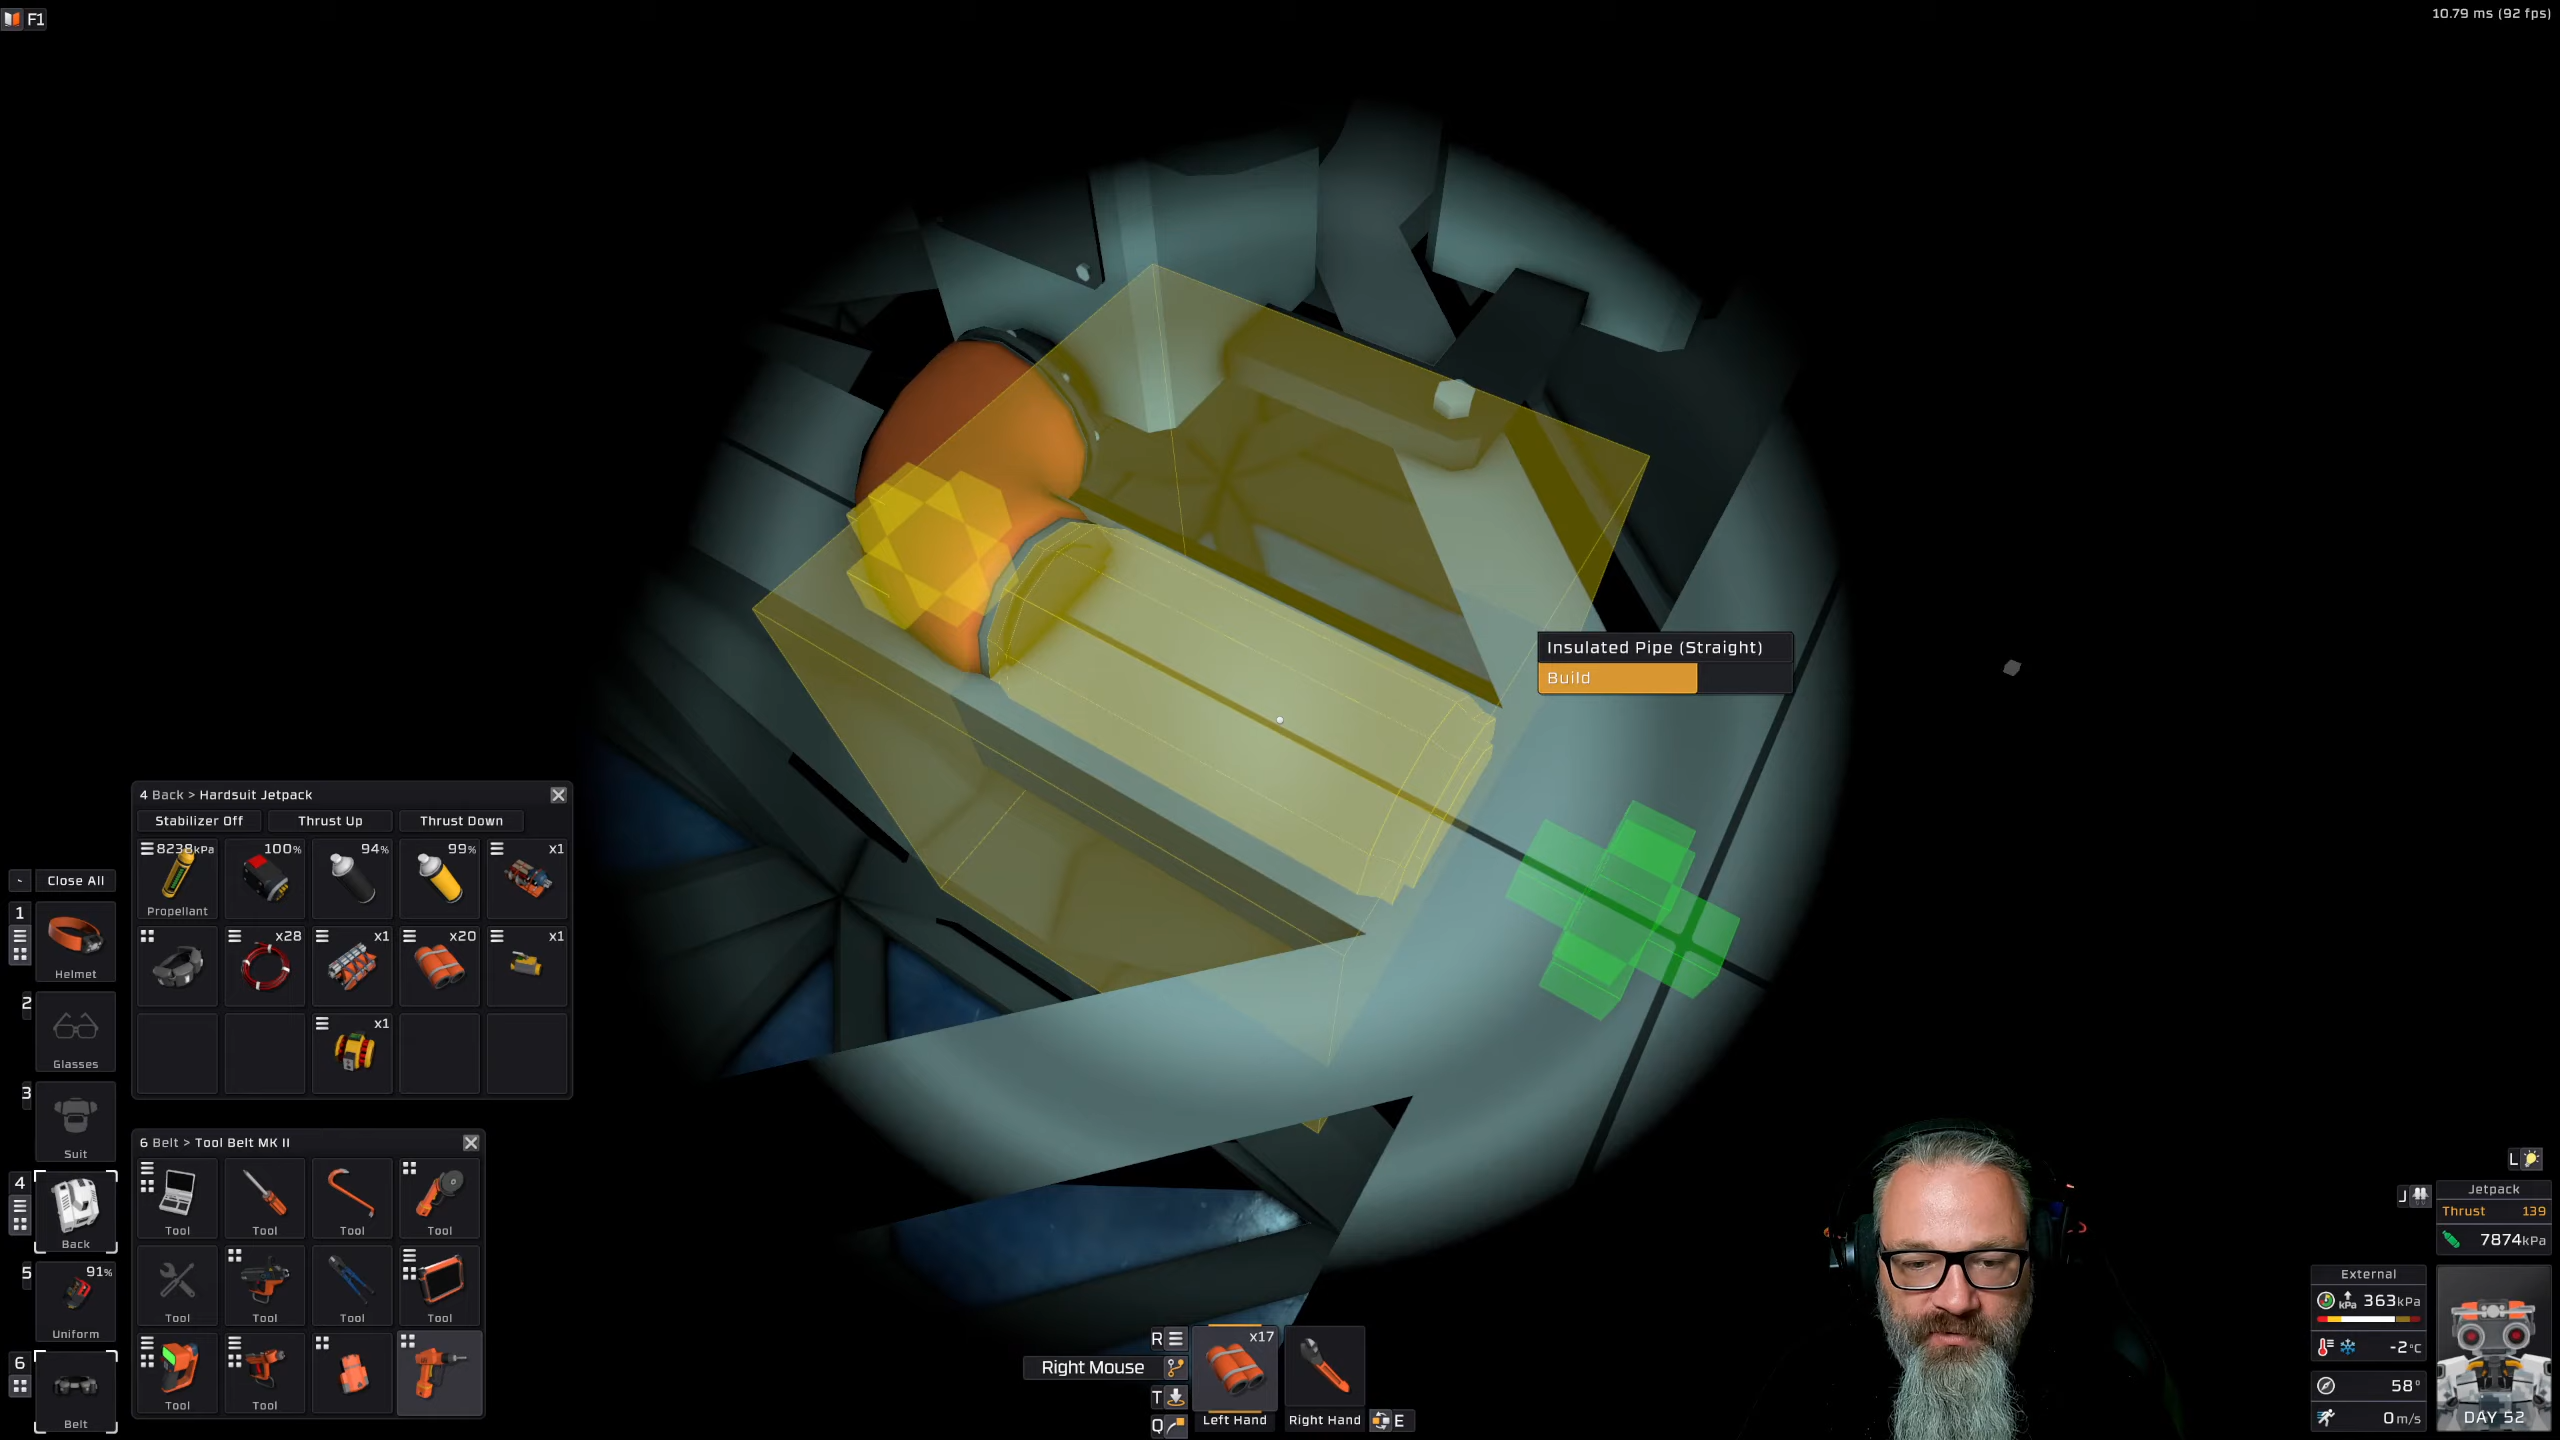 F1
10.79 ms (92 fps)
Insulated Pipe (Straight)
Build
4 Back > Hardsuit Jetpack
Stabilizer Off
Thrust Up
Thrust Down
8238kPa
100%
94%
99%
x1
Propellant
x28
x1
x20
x1
x1
~
Close All
1
Helmet
2
Glasses
3
Suit
4
Back
5
91%
Uniform
6
Belt
6 Belt > Tool Belt MK II
Tool
Tool
Tool
Tool
Tool
Tool
Tool
Tool
Tool
Tool
R
Right Mouse
T
Q
x17
Left Hand
Right Hand
E
L
J
Jetpack
Thrust 139
7874kPa
External
kPa 363kPa
-2°C
58°
0m/s
DAY 52